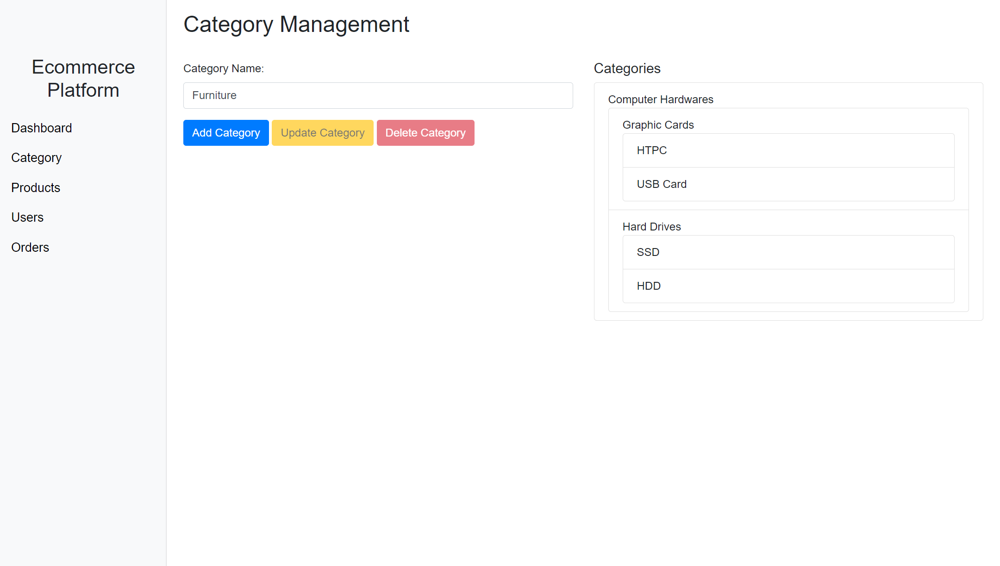 Ecommerce
Platform
Dashboard
Category
Products
Users
Orders
Category Management
Category Name:
Furniture
Add Category
Update Category
Delete Category
Categories
Computer Hardwares
Graphic Cards
HTPC
USB Card
Hard Drives
SSD
HDD